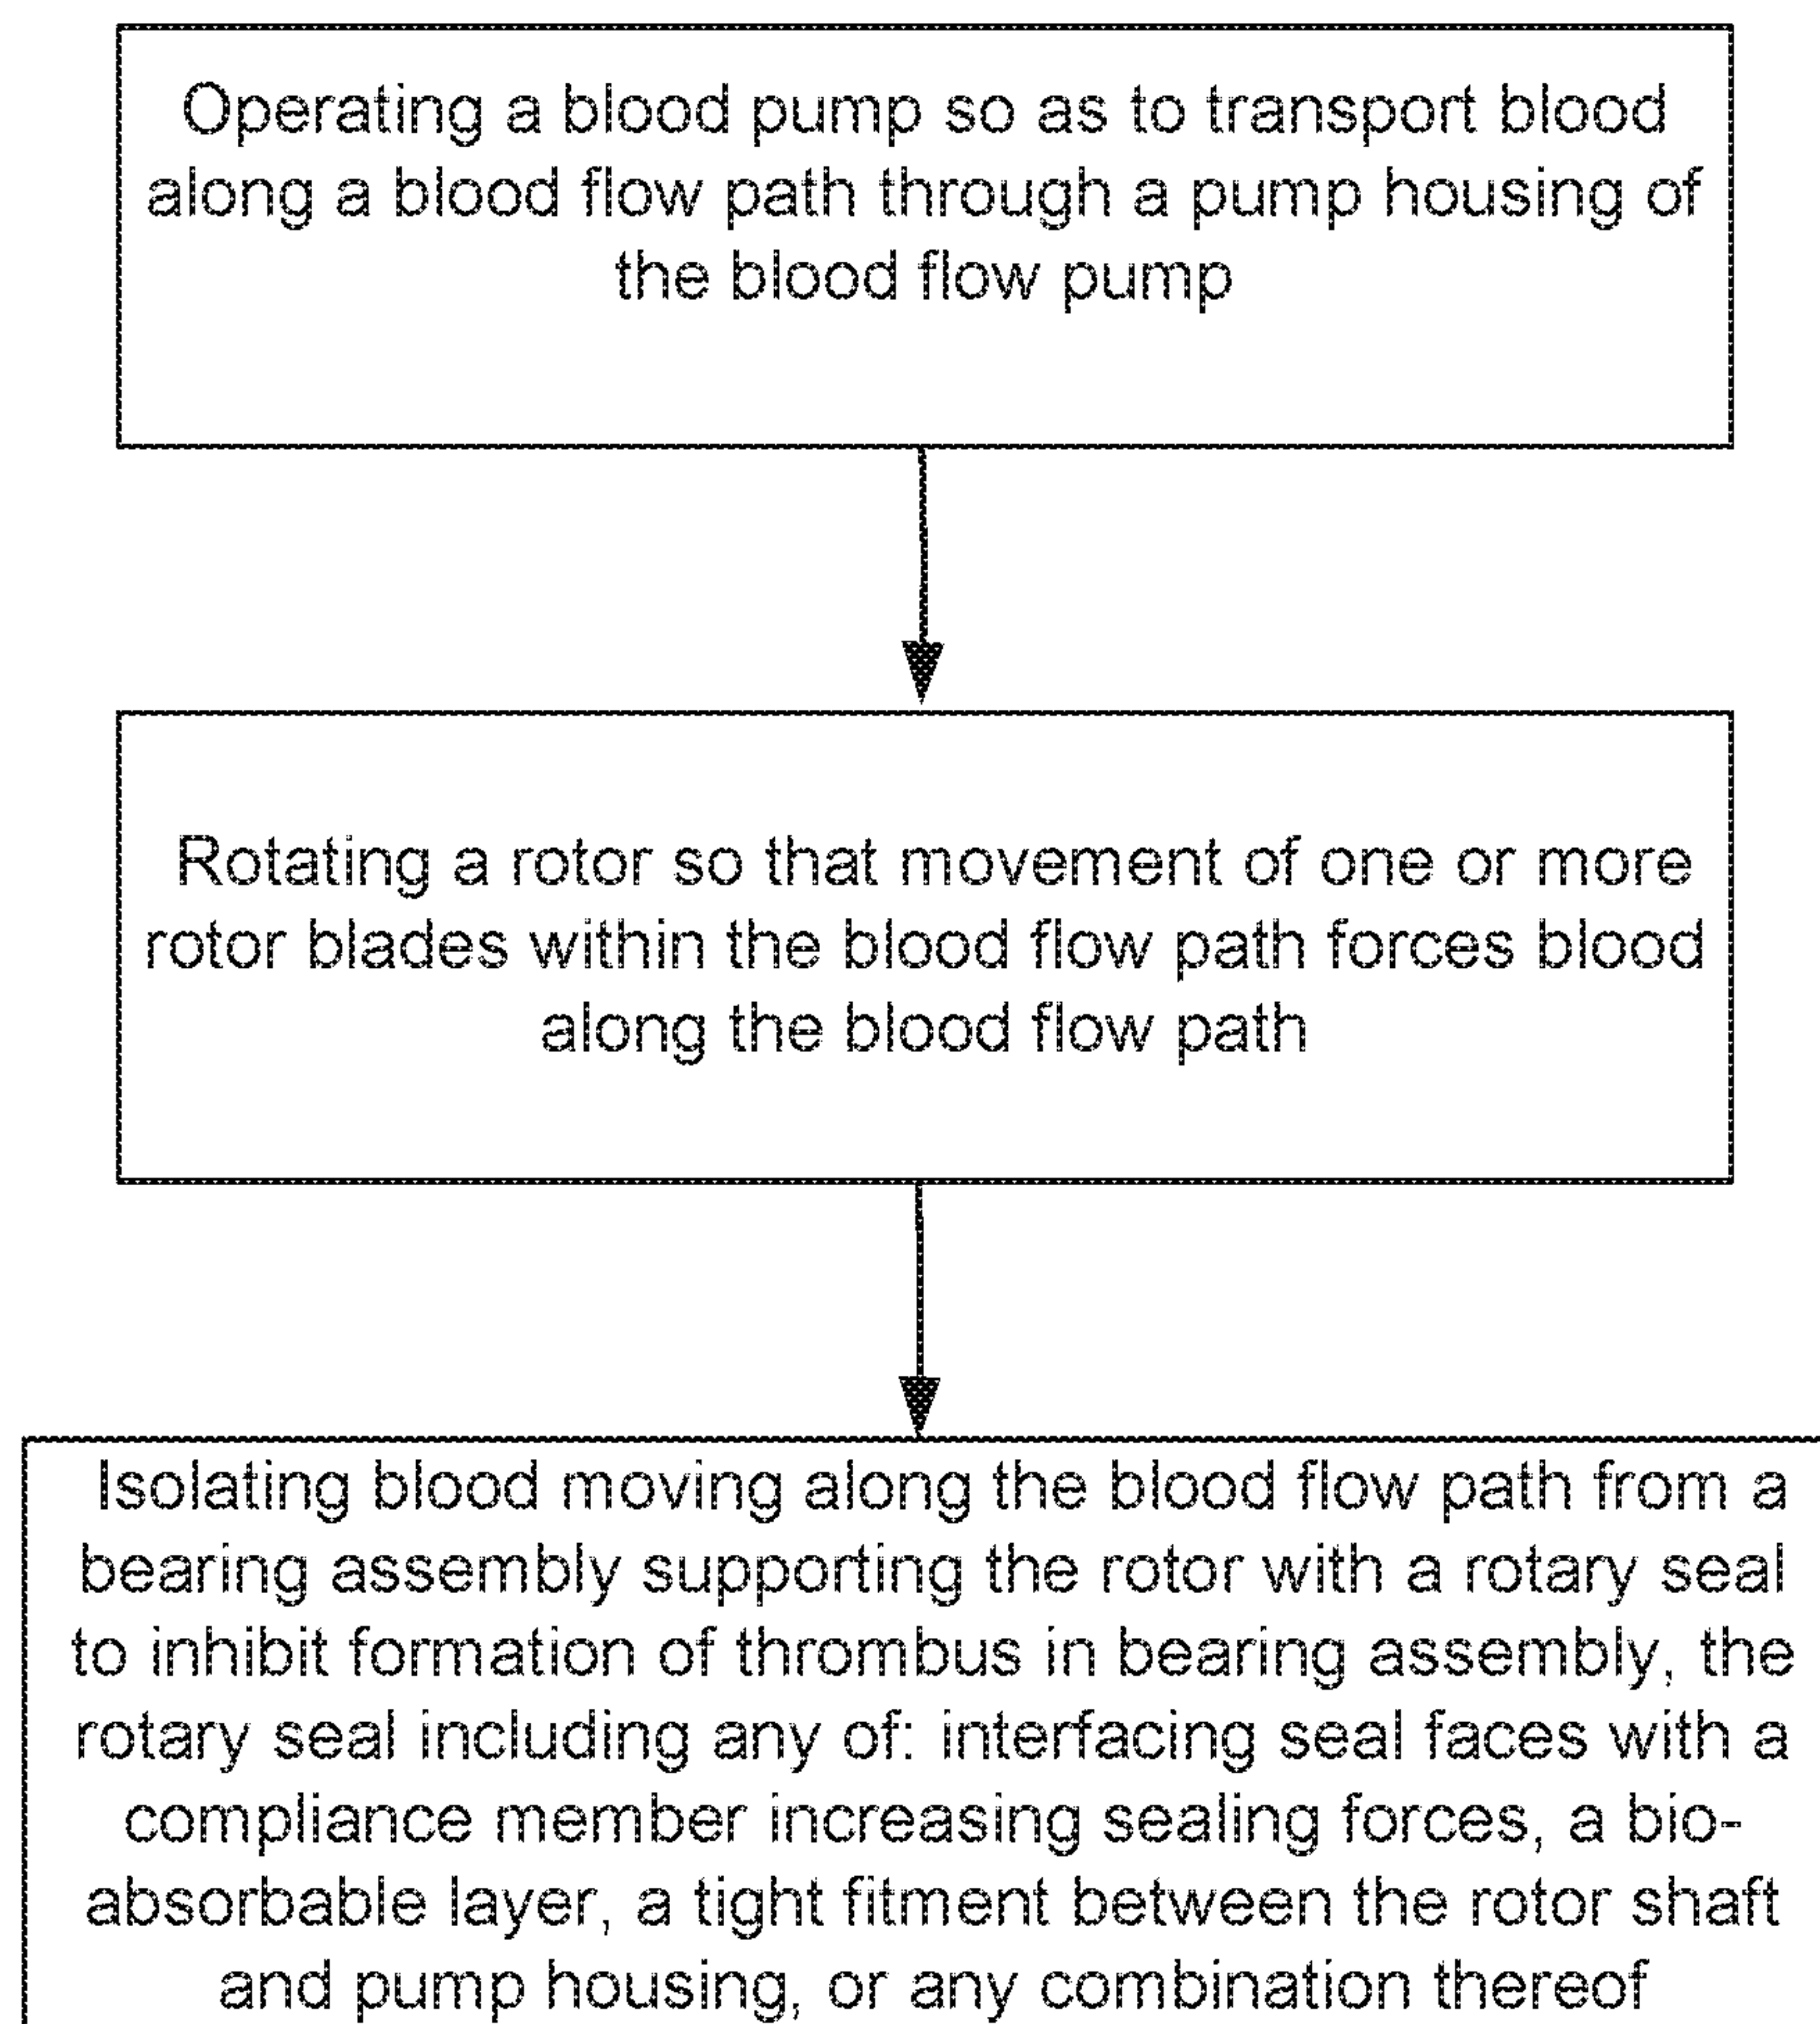 Operating a blood pump so as to transport blood
along a blood flow path through a pump housing of
the blood flow pump
Rotating a rotor so that movement of one or more
rotor blades within the blood flow path forces blood
along the blood flow path
Isolating blood moving along the blood flow path from a
bearing assembly supporting the rotor with a rotary seal
to inhibit formation of thrombus in bearing assembly, the
rotary seal including any of: interfacing seal faces with a
compliance member increasing sealing forces, a bio-
absorbable layer, a tight fitment between the rotor shaft
and pump housing, or any combination thereof